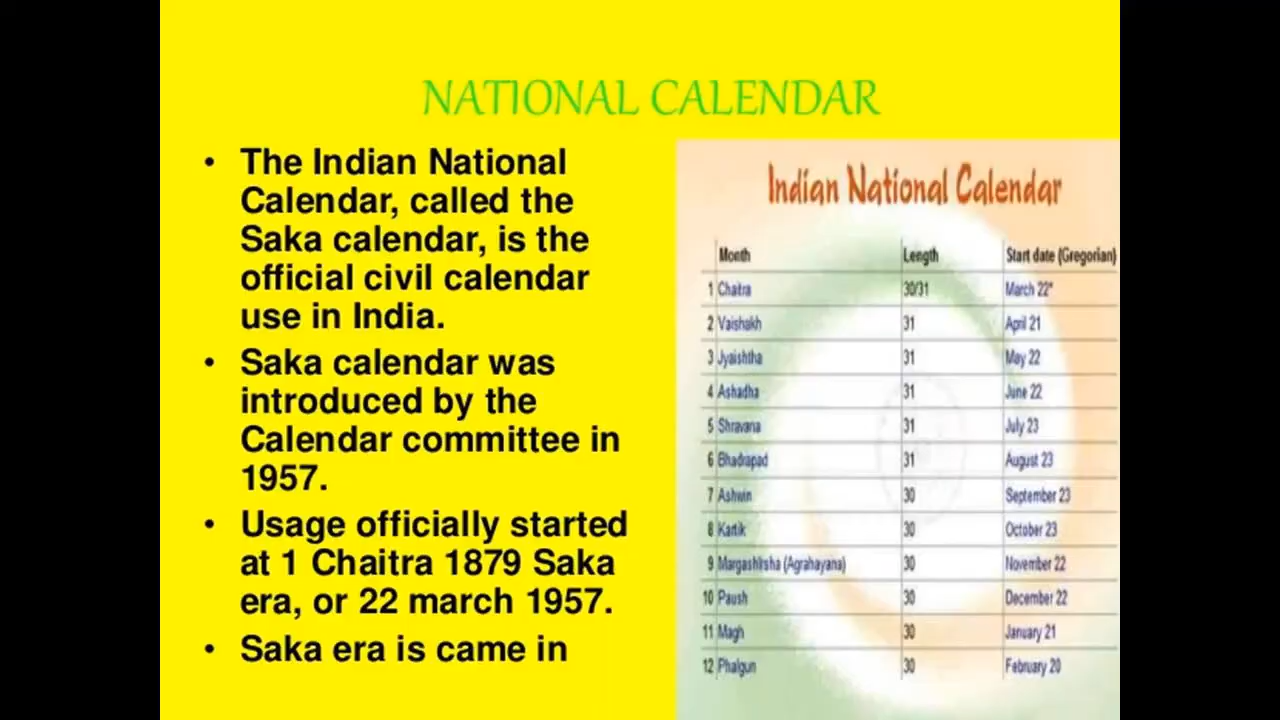 NATIONAL CALENDAR
• The Indian National
Calendar, called the
Saka calendar, is the
official civil calendar
use in India.
• Saka calendar was
introduced by the
Calendar committee in
1957.
• Usage officially started
at 1 Chaitra 1879 Saka
era, or 22 march 1957.
• Saka era is came in
Indian National Calendar
Month Length Start date (Gregorian)
1 Chaitra 30/31 March 22*
2 Vaishakh 31 April 21
3 Jyaishtha 31 May 22
4 Ashadha 31 June 22
5 Shravana 31 July 23
6 Bhadrapad 31 August 23
7 Ashwin 30 September 23
8 Kartik 30 October 23
9 Margashirsha (Agrahayana) 30 November 22
10 Paush 30 December 22
11 Magh 30 January 21
12 Phalgun 30 February 20